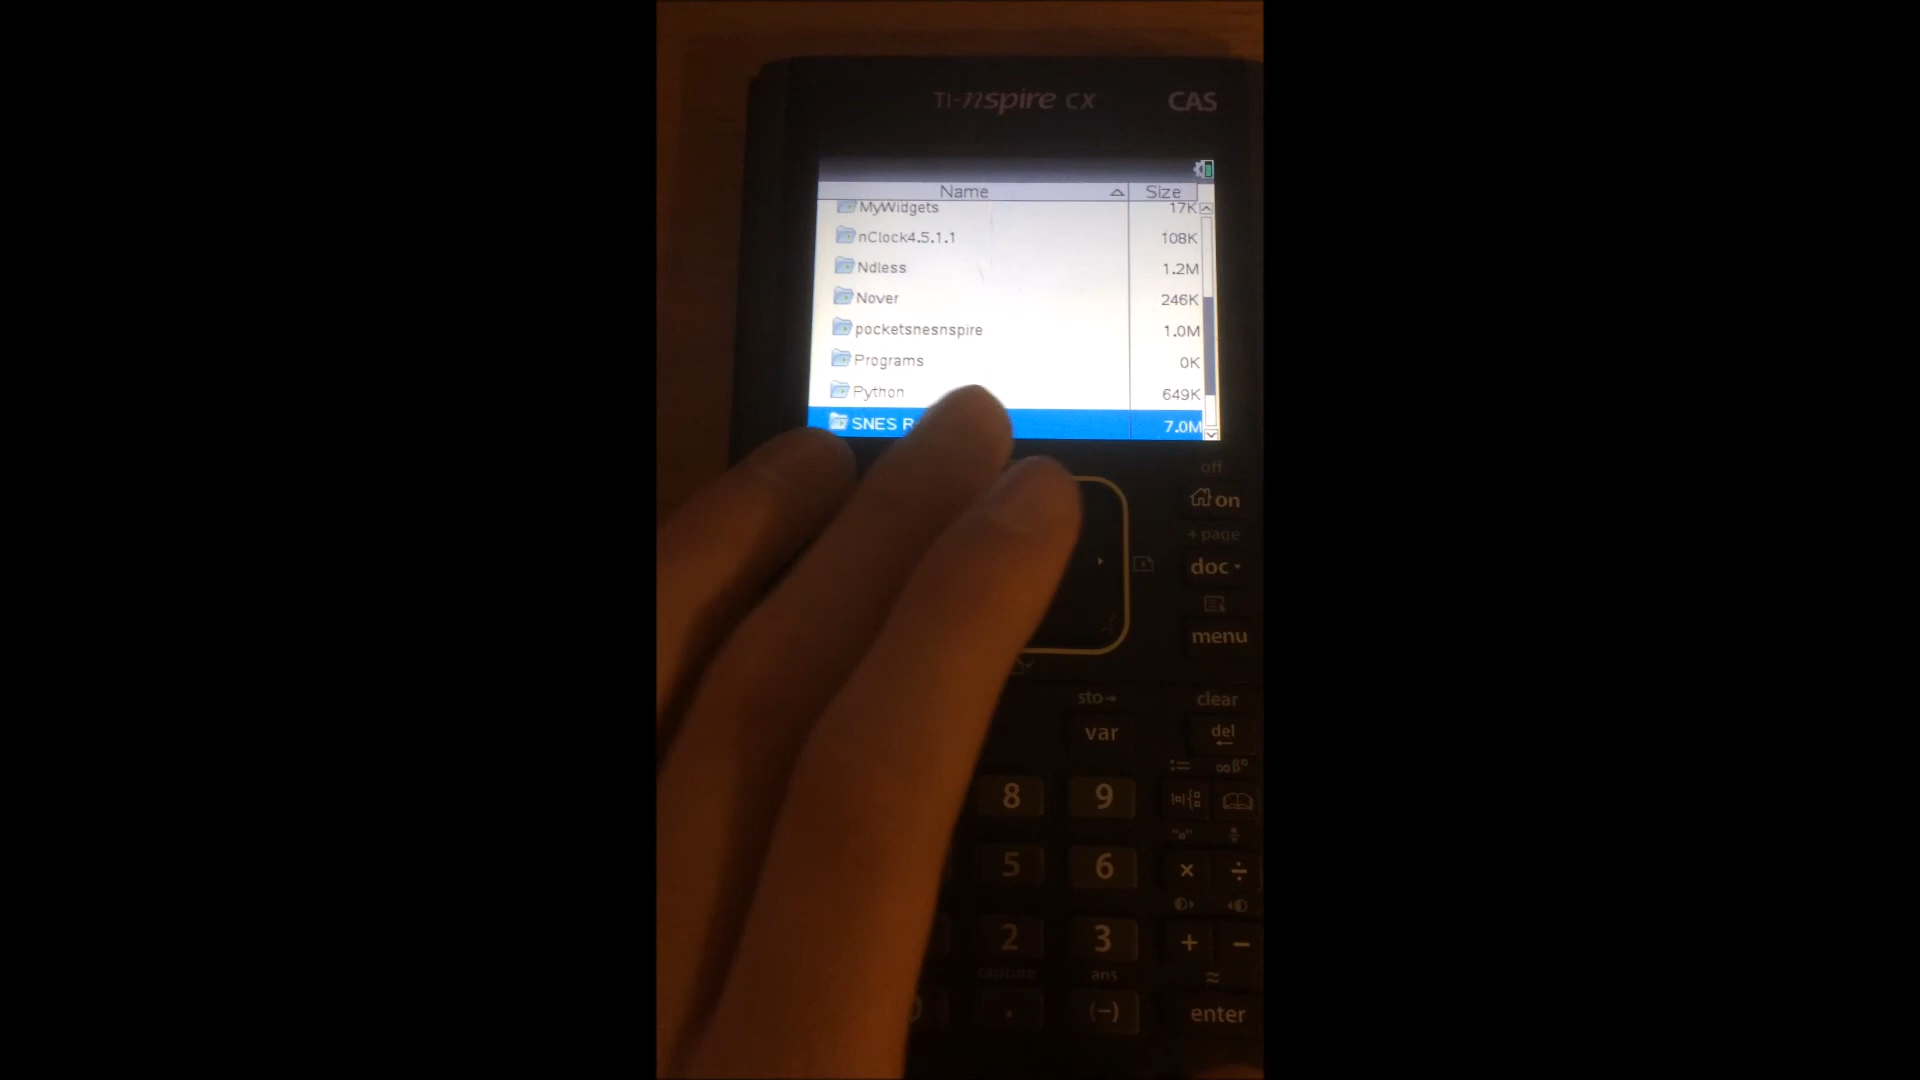 TI-nspire CX CAS
Name Size
MyWidgets 17K
nClock4.5.1.1 108K
Ndless 1.2M
Nover 246K
pocketsnesnspire 1.0M
Programs 0K
Python 649K
SNES 7.0M
off
on
+ page
doc
menu
sto→ clear
var del
∞β°
8 9
5 6 × ÷
2 3 + −
capture ans ≈
. (−) enter